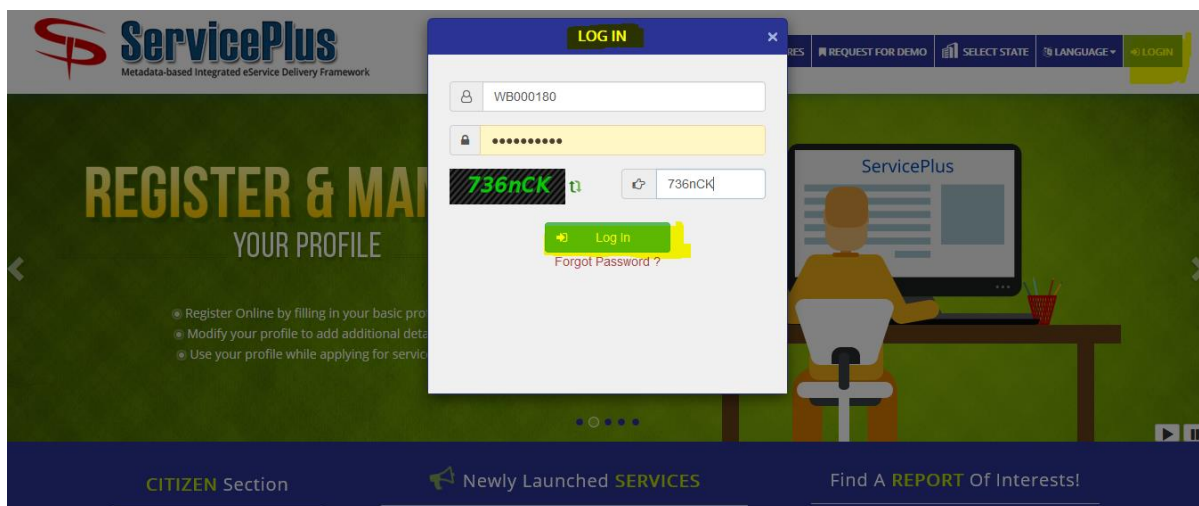 ServicePlus
Metadata-based Integrated eService Delivery Framework
LOG IN ×
RES REQUEST FOR DEMO SELECT STATE LANGUAGE LOGIN
WB000180
••••••••••
736nCK 736nCK
Log In
Forgot Password ?
REGISTER & MA
YOUR PROFILE
Register Online by filling in your basic pro
Modify your profile to add additional deta
Use your profile while applying for servic
ServicePlus
CITIZEN Section
Newly Launched SERVICES
Find A REPORT Of Interests!